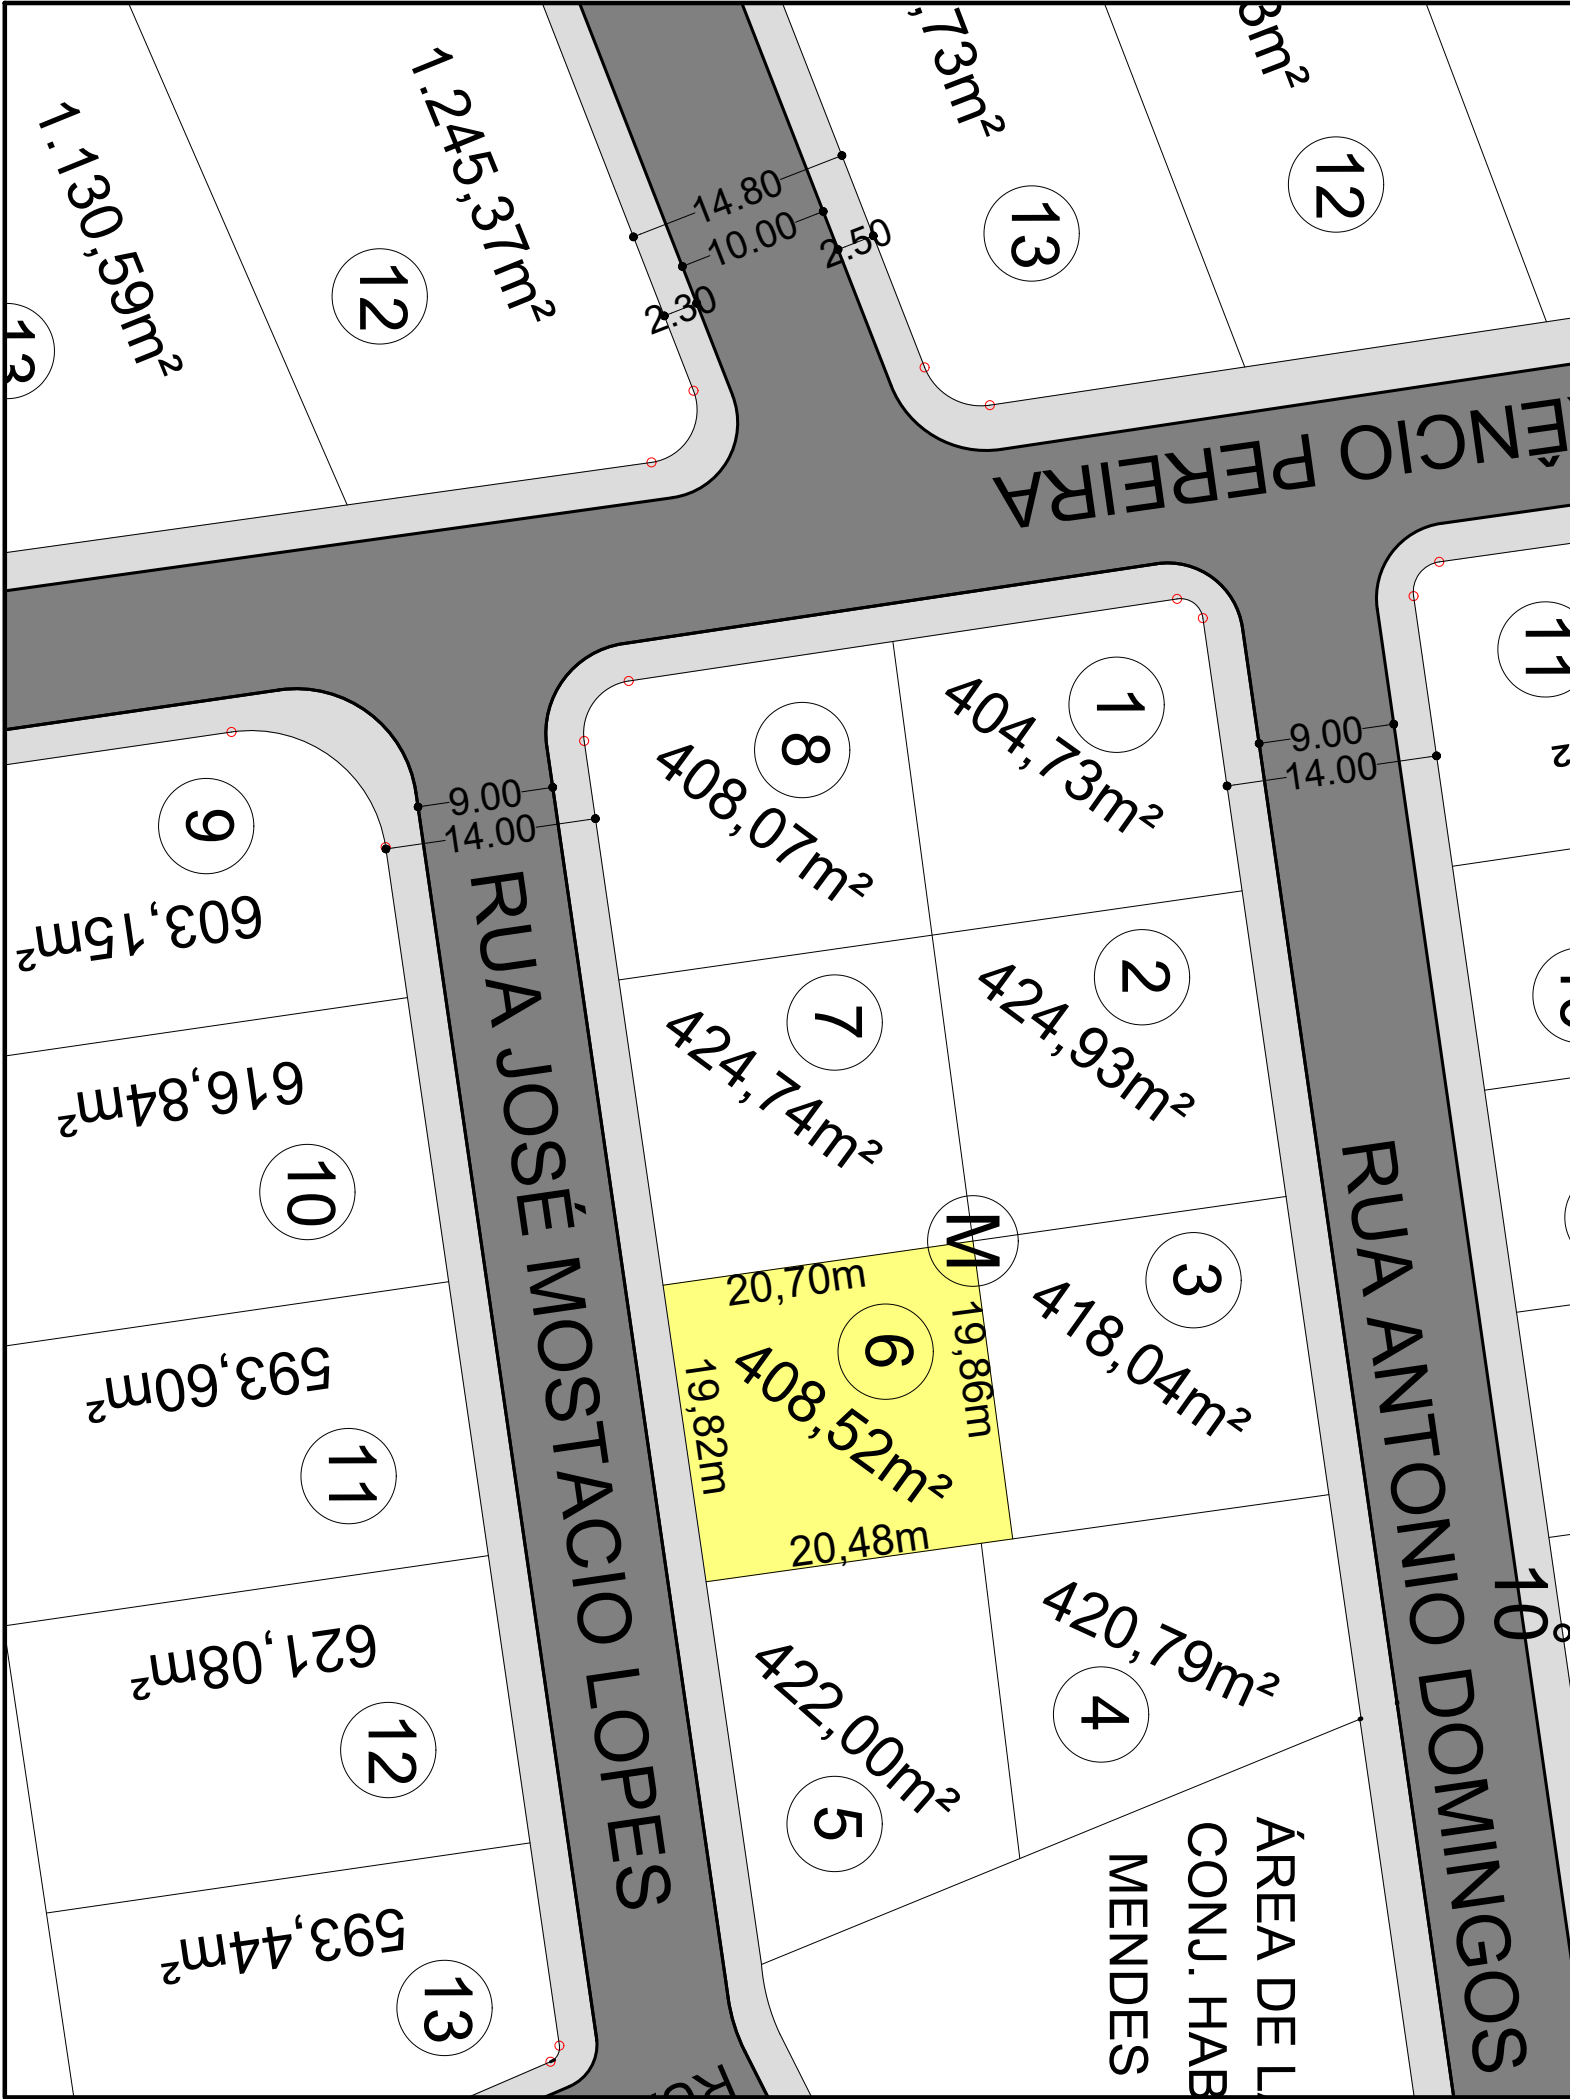 1.130,59m²
1.245,37m²
12
13
,73m²
13
12
14.80
10.00
2.50
2.30
ÊNCIO PEREIRA
9
603,15m²
616,84m²
10
593,60m²
11
621,08m²
12
593,44m²
13
9.00
14.00
RUA JOSÉ MOSTACIO LOPES
8
408,07m²
1
404,73m²
7
424,74m²
2
424,93m²
M
20,70m
6
408,52m²
19,82m
19,86m
20,48m
3
418,04m²
420,79m²
4
422,00m²
5
9.00
14.00
11
RUA ANTONIO DOMINGOS
10°
ÁREA DE
CONJ. HAB
MENDES